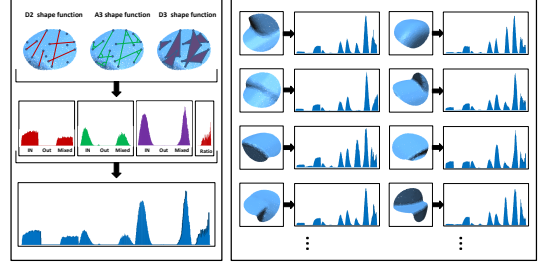 D2 shape function A3 shape function D3 shape function
IN Out Mixed IN Out Mixed IN Out Mixed Ratio